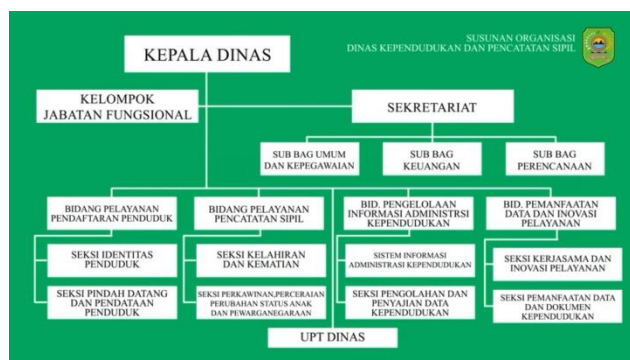 SUSUNAN ORGANISASI
DINAS KEPENDUDUKAN DAN PENCATATAN SIPIL
KEPALA DINAS
KELOMPOK
JABATAN FUNGSIONAL
SEKRETARIAT
SUB BAG UMUM
DAN KEPEGAWAIAN
SUB BAG
KEUANGAN
SUB BAG
PERENCANAAN
BIDANG PELAYANAN
PENDAFTARAN PENDUDUK
BIDANG PELAYANAN
PENCATATAN SIPIL
BID. PENGELOLAAN
INFORMASI ADMINISTRSI
KEPENDUDUKAN
BID. PEMANFAATAN
DATA DAN INOVASI
PELAYANAN
SEKSI IDENTITAS
PENDUDUK
SEKSI KELAHIRAN
DAN KEMATIAN
SISTEM INFORMASI
ADMINISTRASI KEPENDUDUKAN
SEKSI KERJASAMA DAN
INOVASI PELAYANAN
SEKSI PINDAH DATANG
DAN PENDATAAN
PENDUDUK
SEKSI PERKAWINAN,PERCERAIAN
PERUBAHAN STATUS ANAK
DAN PEWARGANEGARAAN
SEKSI PENGOLAHAN DAN
PENYAJIAN DATA
KEPENDUDUKAN
SEKSI PEMANFAATAN DATA
DAN DOKUMEN
KEPENDUDUKAN
UPT DINAS